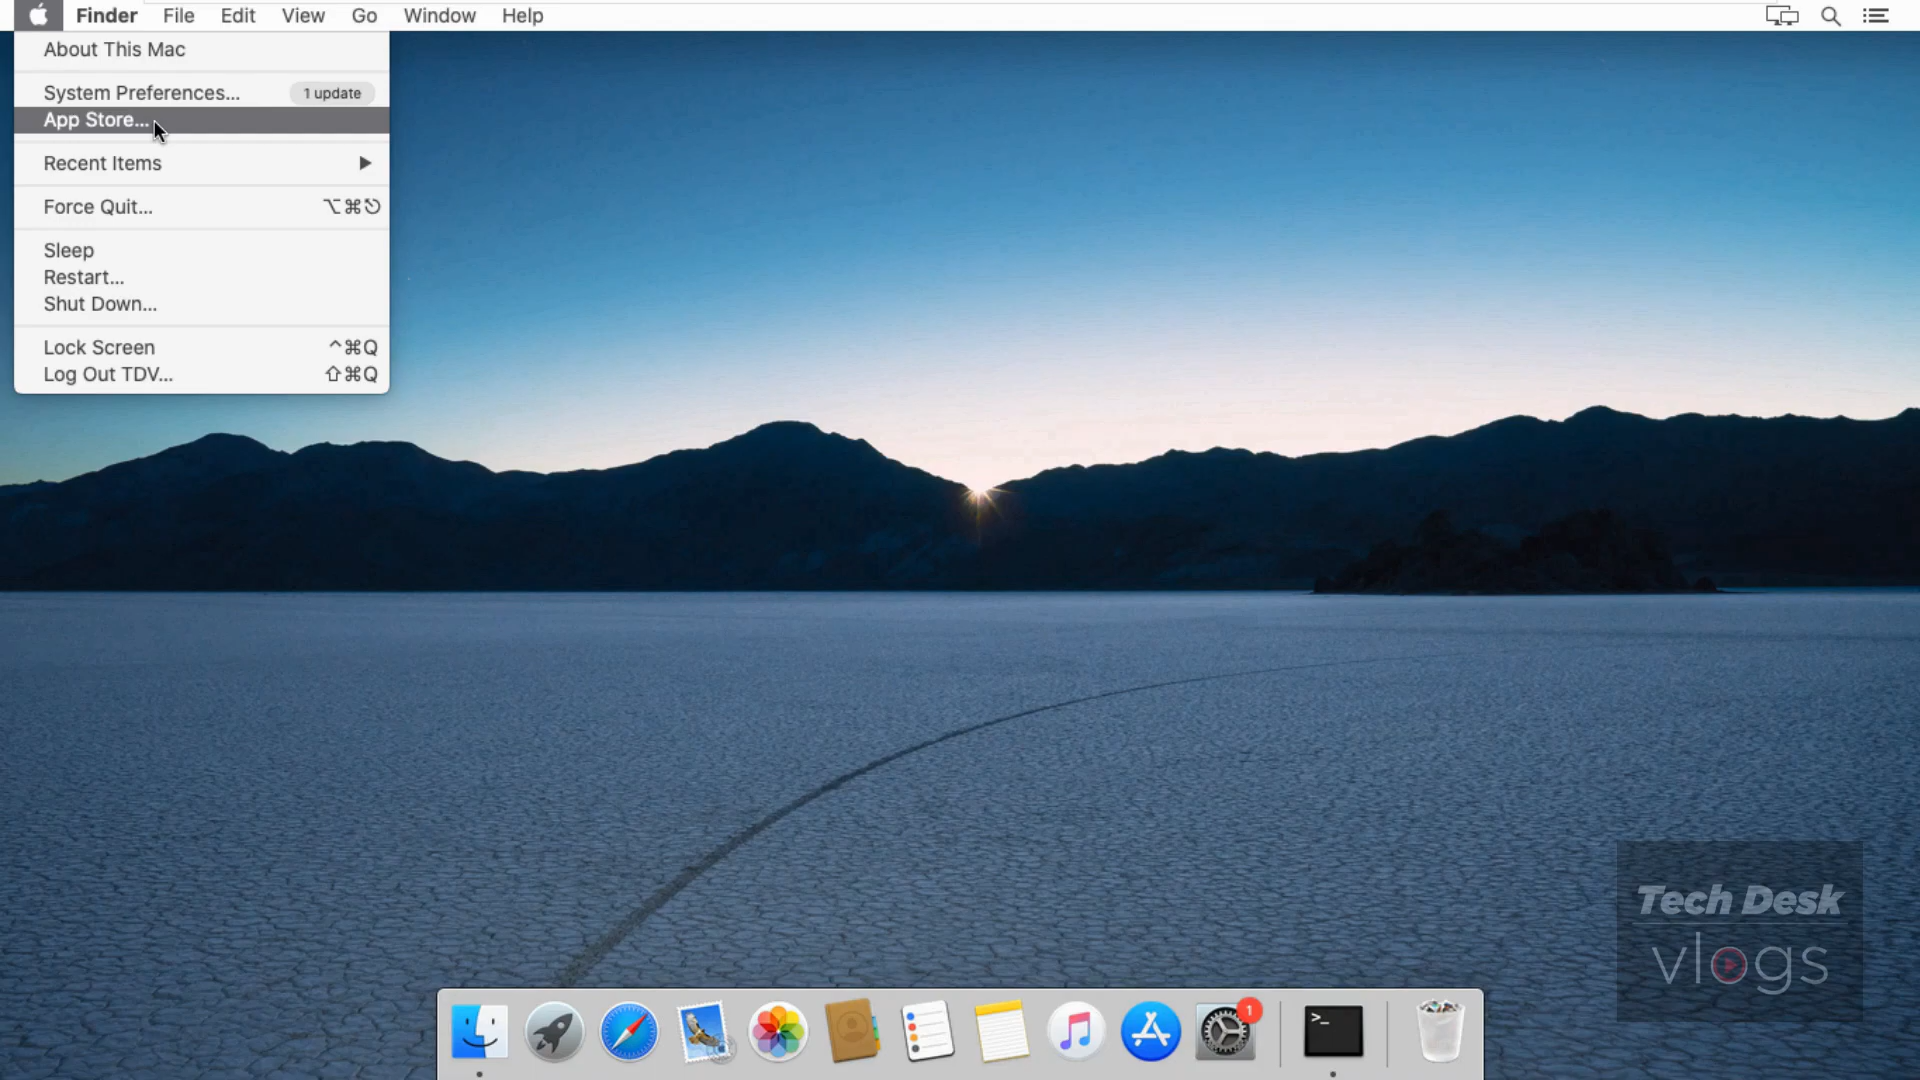 Finder File Edit View Go Window Help
About This Mac
System Preferences... 1 update
App Store...
Recent Items ▶
Force Quit... ⌥⌘⎋
Sleep
Restart...
Shut Down...
Lock Screen ^⌘Q
Log Out TDV... ⇧⌘Q
Tech Desk
vlogs
1
>_